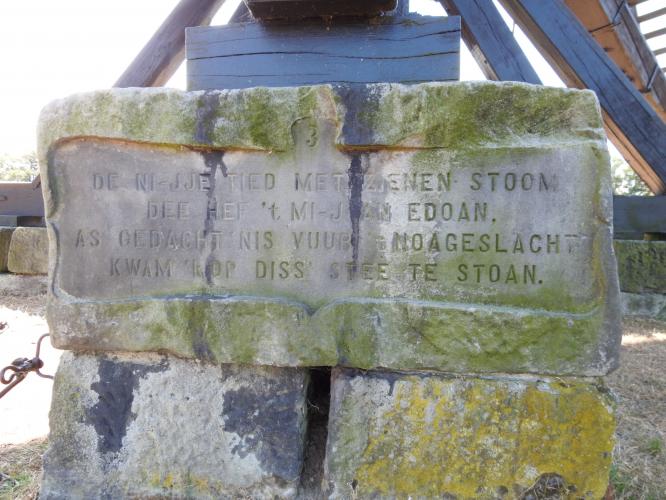 3
DE NI-JJE TIED MET ZIENEN STOOM
DEE HEF 't MI-J AN EDOAN.
AS GEDACHT'NIS VUUR 't NOAGESLACHT
KWAM 'K OP DISS' STEE TE STOAN.